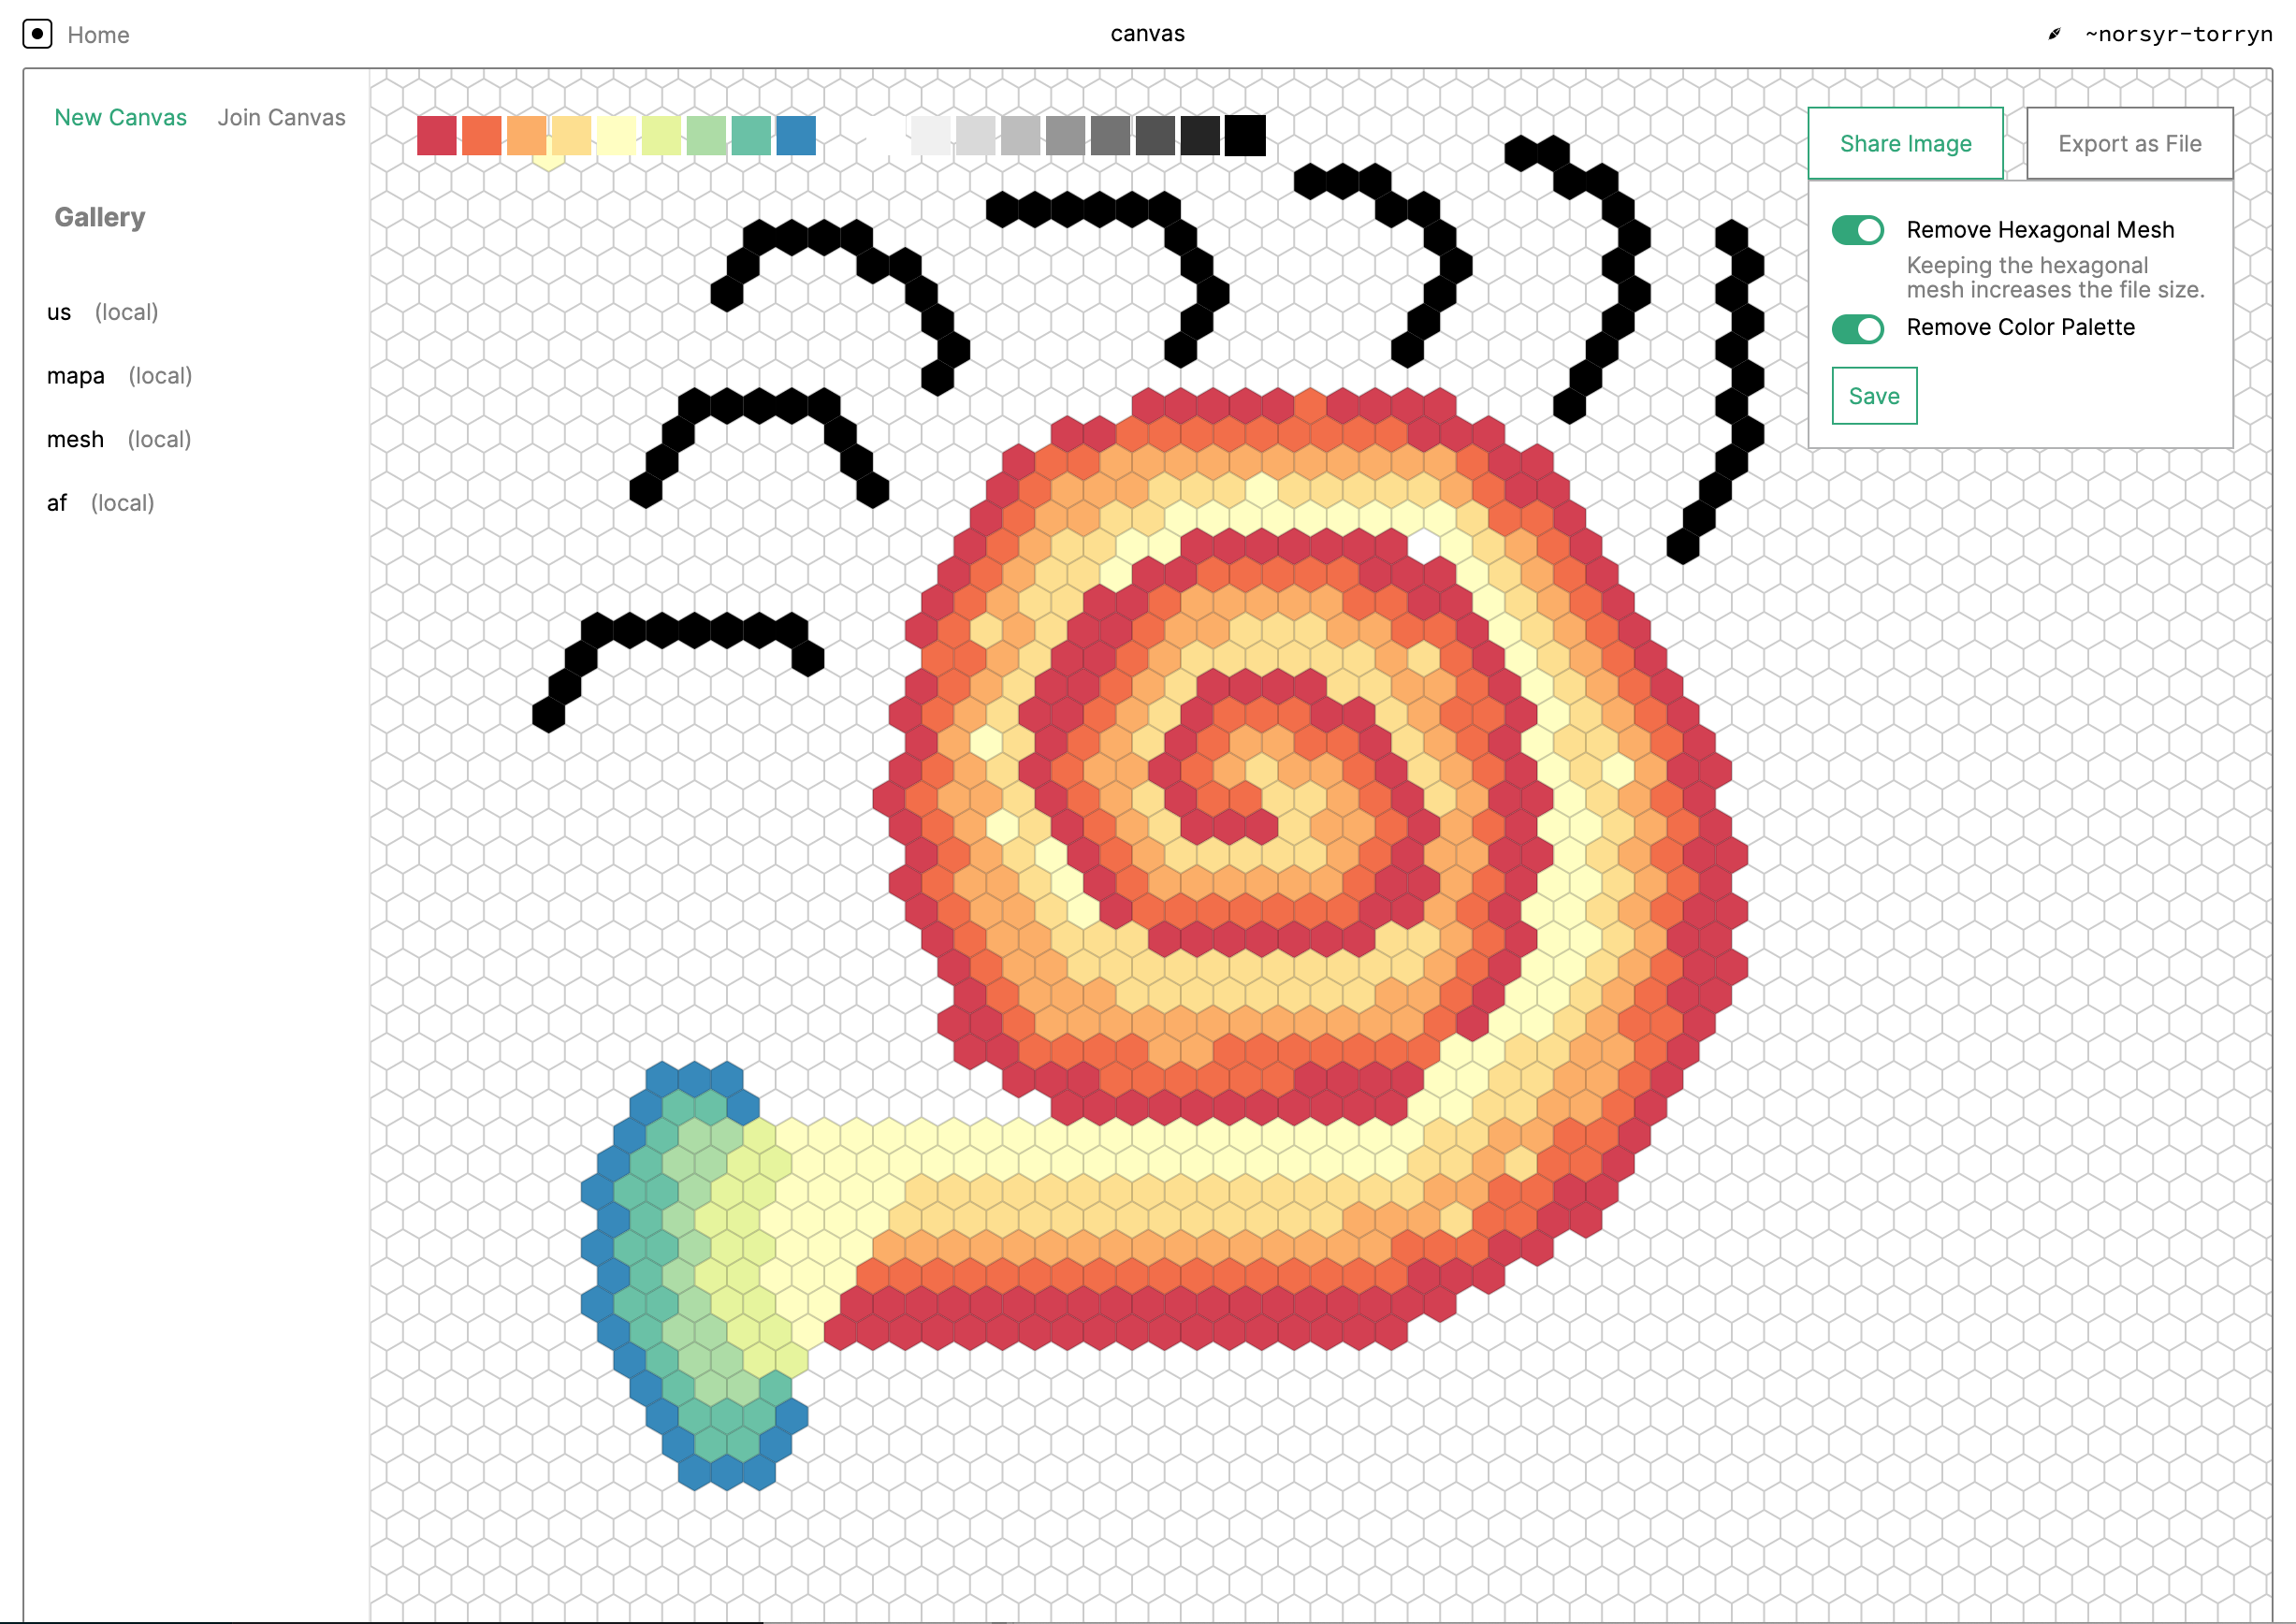 Home
canvas
~norsyr-torryn
New Canvas
Join Canvas
Share Image
Export as File
Gallery
us (local)
mapa (local)
mesh (local)
af (local)
Remove Hexagonal Mesh
Keeping the hexagonal
mesh increases the file size.
Remove Color Palette
Save